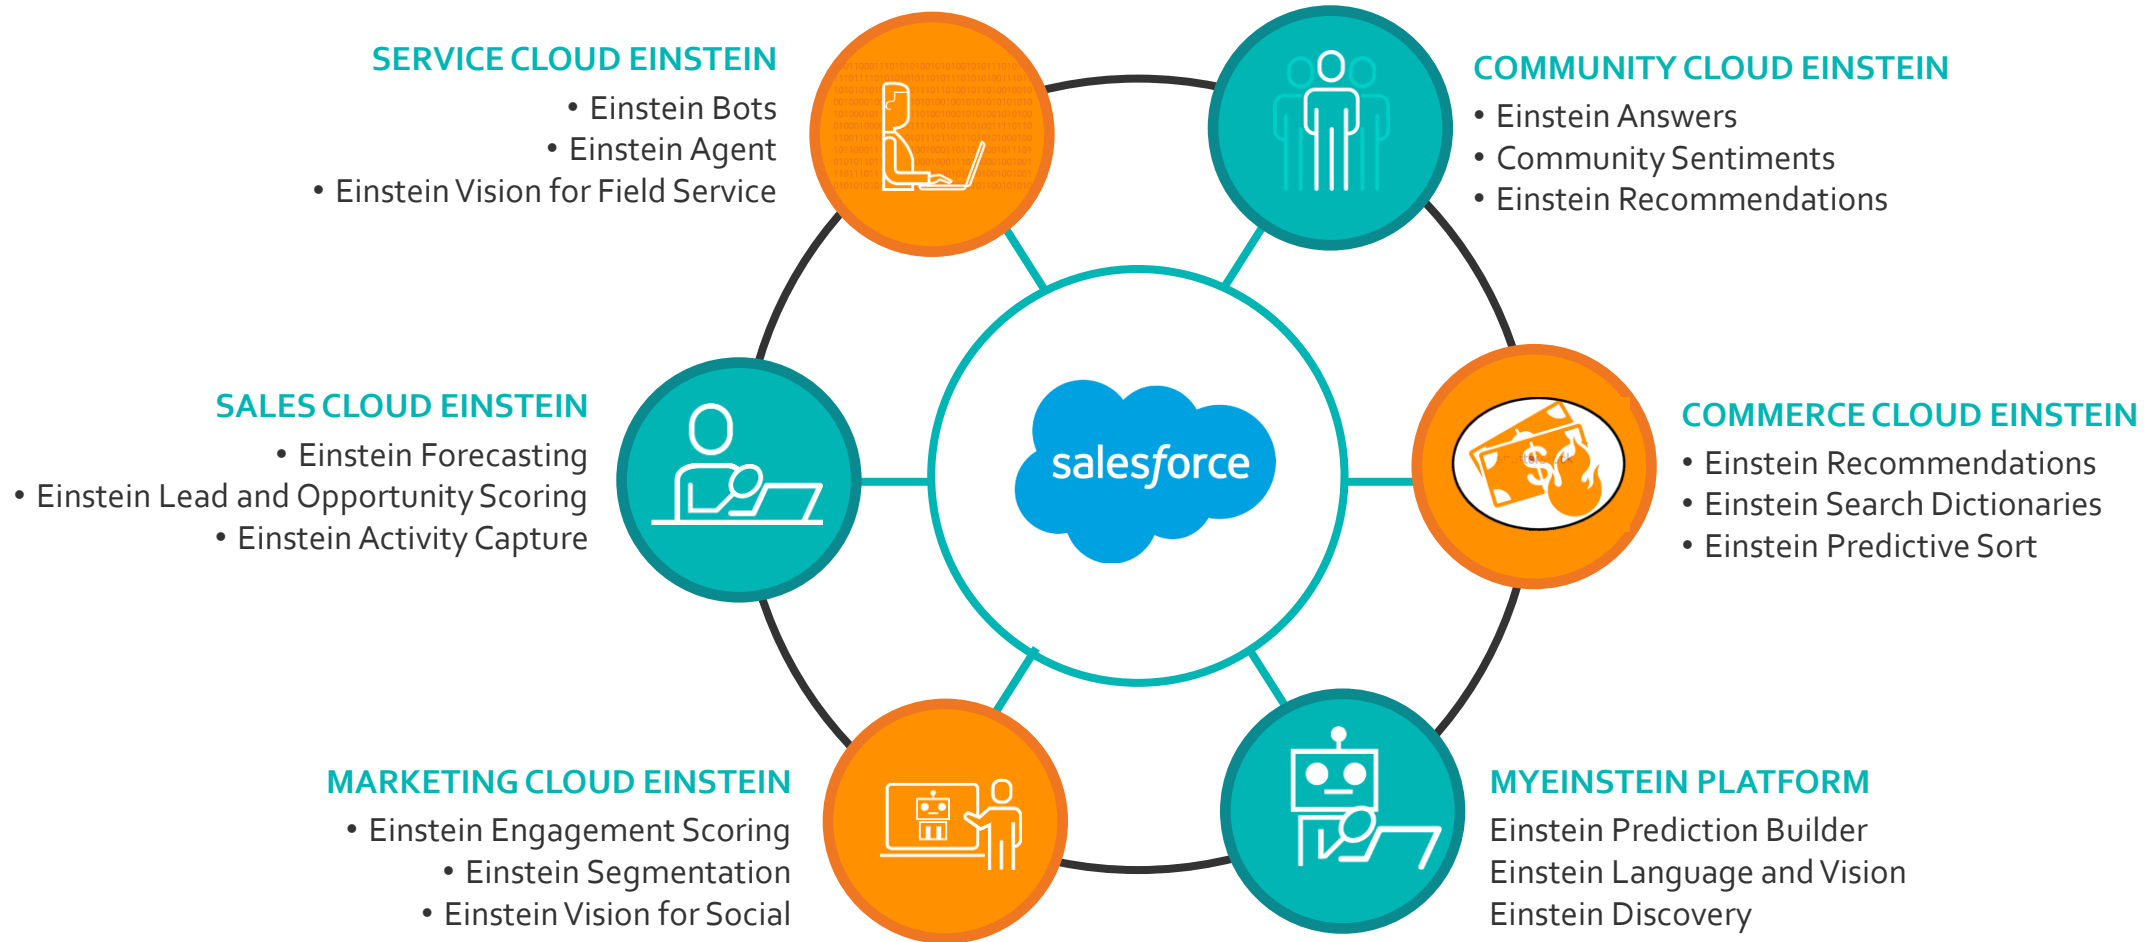 SERVICE CLOUD EINSTEIN
• Einstein Bots
• Einstein Agent
• Einstein Vision for Field Service
COMMUNITY CLOUD EINSTEIN
• Einstein Answers
• Community Sentiments
• Einstein Recommendations
SALES CLOUD EINSTEIN
• Einstein Forecasting
• Einstein Lead and Opportunity Scoring
• Einstein Activity Capture
salesforce
$
COMMERCE CLOUD EINSTEIN
• Einstein Recommendations
• Einstein Search Dictionaries
• Einstein Predictive Sort
MARKETING CLOUD EINSTEIN
• Einstein Engagement Scoring
• Einstein Segmentation
• Einstein Vision for Social
MYEINSTEIN PLATFORM
Einstein Prediction Builder
Einstein Language and Vision
Einstein Discovery